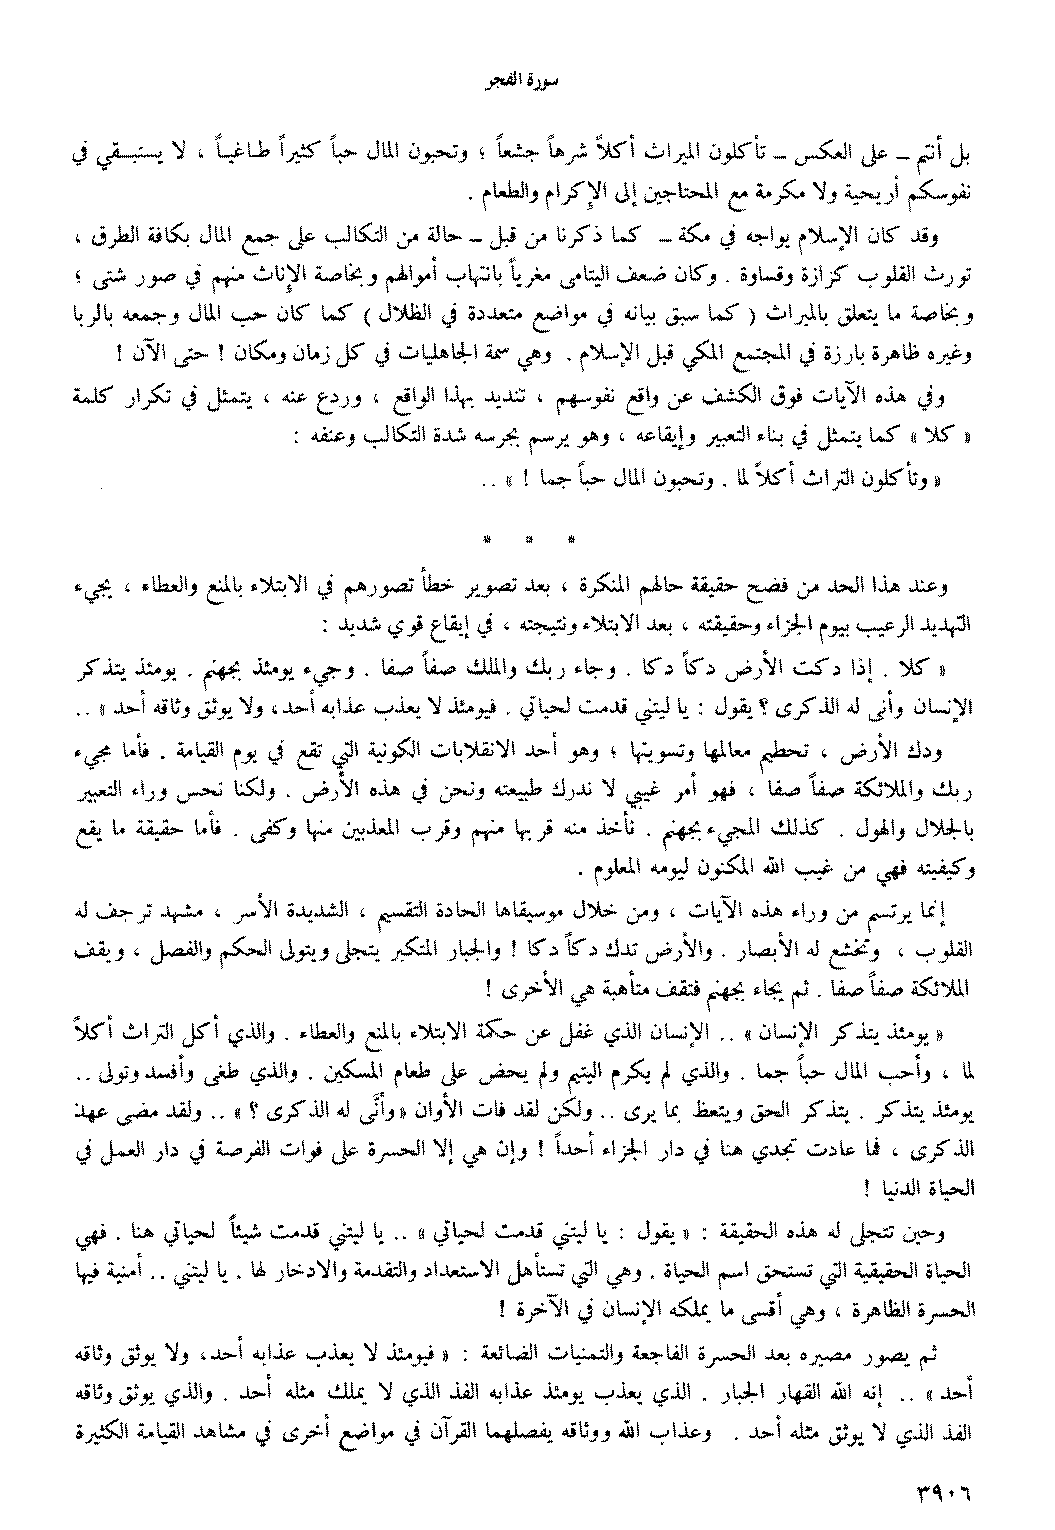 سورة الفجر
بل أنتم – على العكس – تأكلون الميراث أكلاً شرهاً جشعاً ؛ وتحبون المال حباً كثيراً طـاغيـاً ، لا يستبـقي في
نفوسكم أريحية ولا مكرمة مع المحتاجين إلى الإكرام والطعام .
وقد كان الإسلام يواجه في مكة – كما ذكرنا من قبل – حالة من التكالب على جمع المال بكافة الطرق ،
تورث القلوب كزازة وقساوة . وكان ضعف اليتامى مغرياً بانتهاب أموالهم وبخاصة الإناث منهم في صور شتى ؛
وبخاصة ما يتعلق بالميراث ( كما سبق بيانه في مواضع متعددة في الظلال ) كما كان حب المال وجمعه بالربا
وغيره ظاهرة بارزة في المجتمع المكي قبل الإسلام . وهي سمة الجاهليات في كل زمان ومكان ! حتى الآن !
وفي هذه الآيات فوق الكشف عن واقع نفوسهم ، تنديد بهذا الواقع ، وردع عنه ، يتمثل في تكرار كلمة
« كلا » كما يتمثل في بناء التعبير وإيقاعه ، وهو يرسم بجرسه شدة التكالب وعنفه :
« وتأكلون التراث أكلاً لما . وتحبون المال حباً جما ! » ..
* * *
وعند هذا الحد من فضح حقيقة حالهم المنكرة ، بعد تصوير خطأ تصورهم في الابتلاء بالمنع والعطاء ، يجيء
التهديد الرعيب بيوم الجزاء وحقيقته ، بعد الابتلاء ونتيجته ، في إيقاع قوي شديد :
« كلا . إذا دكت الأرض دكاً دكا . وجاء ربك والملك صفاً صفا . وجيء يومئذ بجهنم . يومئذ يتذكر
الإنسان وأنى له الذكرى ؟ يقول : يا ليتني قدمت لحياتي . فيومئذ لا يعذب عذابه أحد، ولا يوثق وثاقه أحد » ..
ودك الأرض ، تحطيم معالمها وتسويتها ؛ وهو أحد الانقلابات الكونية التي تقع في يوم القيامة . فأما مجيء
ربك والملائكة صفاً صفا ، فهو أمر غيبي لا ندرك طبيعته ونحن في هذه الأرض . ولكنا نحس وراء التعبير
بالجلال والهول . كذلك المجيء بجهنم . نأخذ منه قربها منهم وقرب المعذبين منها وكفى . فأما حقيقة ما يقع
وكيفيته فهي من غيب الله المكنون ليومه المعلوم .
إنما يرتسم من وراء هذه الآيات ، ومن خلال موسيقاها الحادة التقسيم ، الشديدة الأسر ، مشهد ترجف له
القلوب ، وتخشع له الأبصار . والأرض تدك دكاً دكا ! والجبار المتكبر يتجلى ويتولى الحكم والفصل ، ويقف
الملائكة صفاً صفا . ثم يجاء بجهنم فتقف متأهبة هي الأخرى !
« يومئذ يتذكر الإنسان » .. الإنسان الذي غفل عن حكمة الابتلاء بالمنع والعطاء . والذي أكل التراث أكلاً
لما ، وأحب المال حباً جما . والذي لم يكرم اليتيم ولم يحض على طعام المسكين . والذي طغى وأفسد وتولى ..
يومئذ يتذكر . يتذكر الحق ويتعظ بما يرى .. ولكن لقد فات الأوان «وأنَّى له الذكرى ؟ » .. ولقد مضى عهد
الذكرى ، فما عادت تجدي هنا في دار الجزاء أحداً ! وإن هي إلا الحسرة على فوات الفرصة في دار العمل في
الحياة الدنيا !
وحين تتجلى له هذه الحقيقة : « يقول : يا ليتني قدمت لحياتي » .. يا ليتني قدمت شيئاً لحياتي هنا . فهي
الحياة الحقيقية التي تستحق اسم الحياة . وهي التي تستأهل الاستعداد والتقدمة والادخار لها . يا ليتني .. أمنية فيها
الحسرة الظاهرة ، وهي أقسى ما يملكه الإنسان في الآخرة !
ثم يصور مصيره بعد الحسرة الفاجعة والتمنيات الضائعة : « فيومئذ لا يعذب عذابه أحد، ولا يوثق وثاقه
أحد » .. إنه الله القهار الجبار . الذي يعذب يومئذ عذابه الفذ الذي لا يملك مثله أحد . والذي يوثق وثاقه
الفذ الذي لا يوثق مثله أحد . وعذاب الله ووثاقه يفصلهما القرآن في مواضع أخرى في مشاهد القيامة الكثيرة
٣٩٠٦